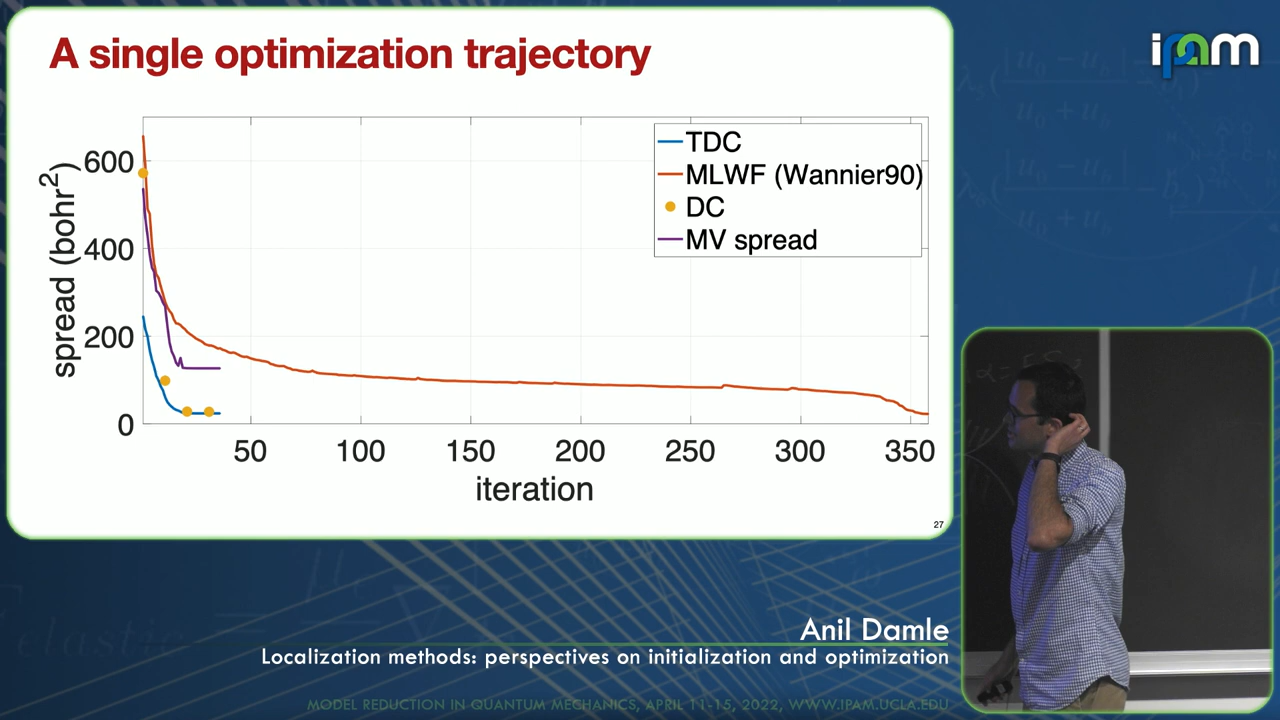 A single optimization trajectory
ipam
spread (bohr2)
600
400
200
0
TDC
MLWF (Wannier90)
DC
MV spread
50
100
150
200
250
300
350
iteration
27
Anil Damle
Localization methods: perspectives on initialization and optimization
MODEL REDUCTION IN QUANTUM MECHANICS, APRIL 11-15, 2022 WWW.IPAM.UCLA.EDU
elastic